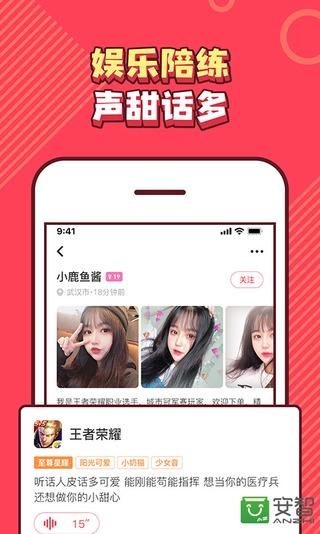 娱乐陪练
声甜话多
9:41
小鹿鱼酱
♀19
武汉市·18分钟前
关注
我是王者荣耀职业选手，城市冠军赛玩家，欢迎下单，精
王者荣耀
至尊星耀 阳光可爱 小奶猫 少女音
听话人皮话多可爱 能刚能苟能指挥 想当你的医疗兵
还想做你的小甜心
15”
安智
ANZHI